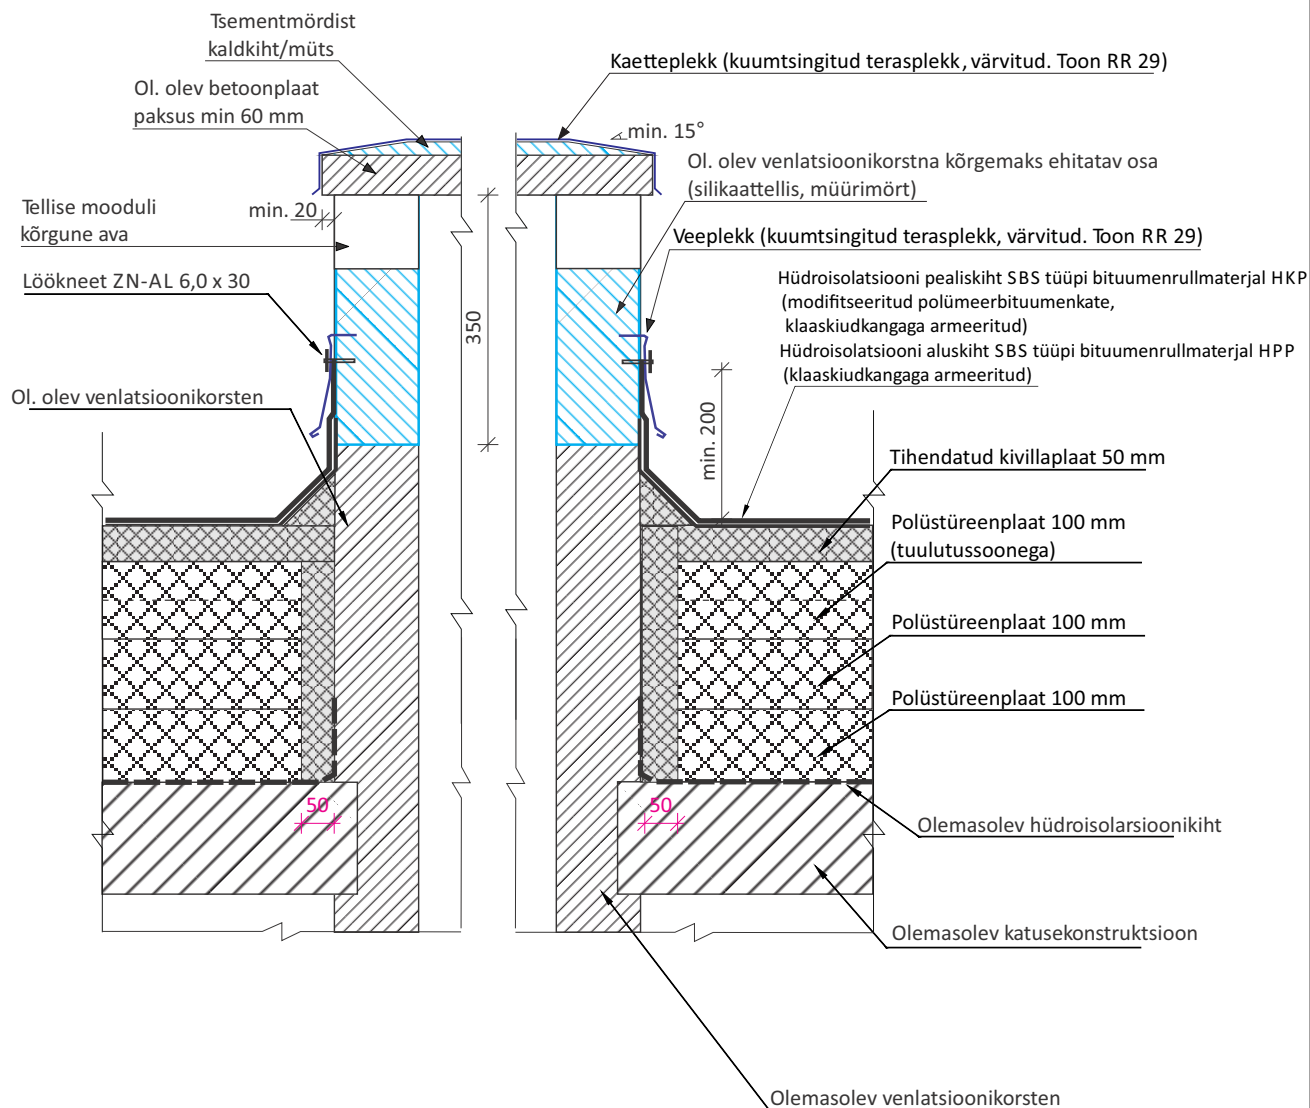 Tsementmördist
kaldkiht/müts
Kaetteplekk (kuumtsingitud terasplekk, värvitud. Toon RR 29)
Ol. olev betoonplaat
paksus min 60 mm
min. 15°
Ol. olev venlatsioonikorstna kõrgemaks ehitatav osa
(silikaattellis, müürimört)
Tellise mooduli
kõrgune ava
min. 20
Veeplekk (kuumtsingitud terasplekk, värvitud. Toon RR 29)
Löökneet ZN-AL 6,0 x 30
Hüdroisolatsiooni pealiskiht SBS tüüpi bituumenrullmaterjal HKP
(modifitseeritud polümeerbituumenkate,
klaaskiudkangaga armeeritud)
350
Hüdroisolatsiooni aluskiht SBS tüüpi bituumenrullmaterjal HPP
(klaaskiudkangaga armeeritud)
Ol. olev venlatsioonikorsten
min. 200
Tihendatud kivillaplaat 50 mm
Polüstüreenplaat 100 mm
(tuulutussoonega)
Polüstüreenplaat 100 mm
Polüstüreenplaat 100 mm
50
50
Olemasolev hüdroisolarsioonikiht
Olemasolev katusekonstruktsioon
Olemasolev venlatsioonikorsten